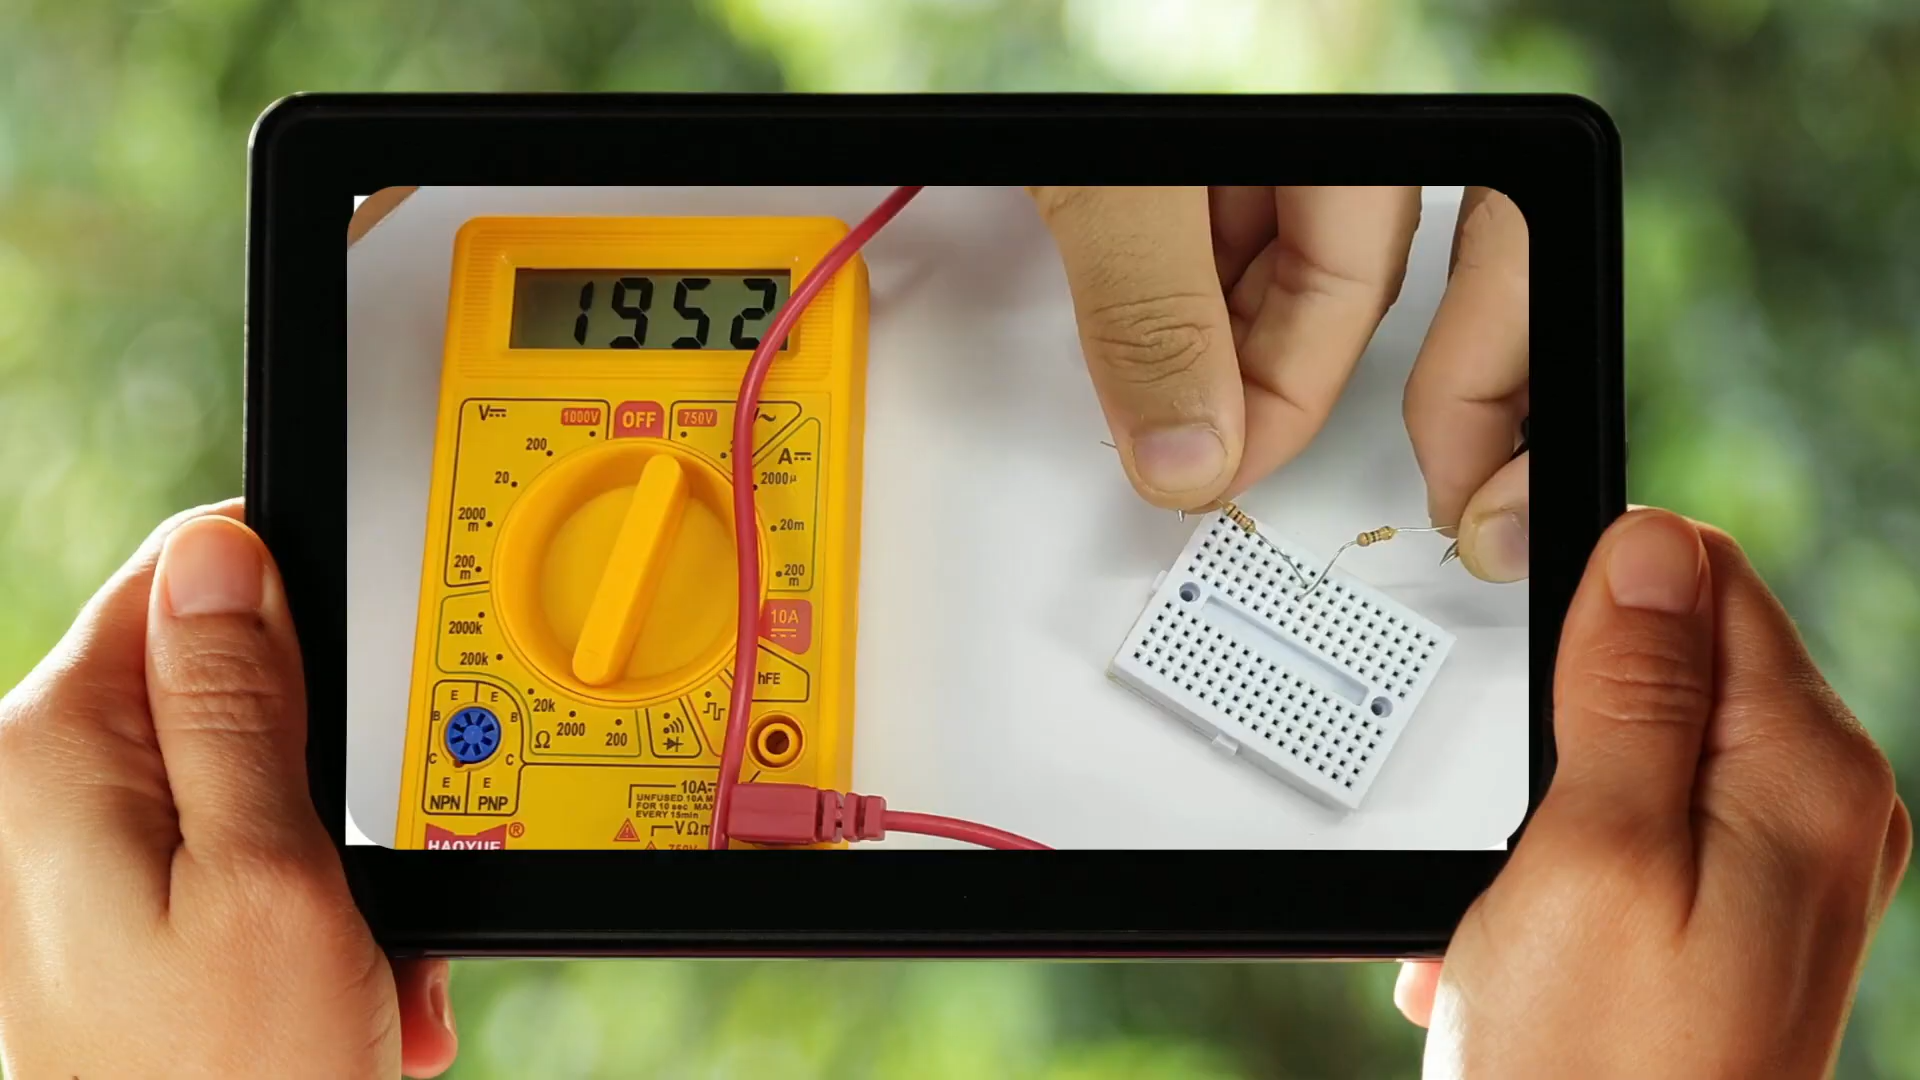 1952
V⎓ 1000V OFF 750V V~
200
20
2000
m
200
m
A⎓
2000μ
20m
200
m
10A
2000k
200k
20k
2000
200
Ω
hFE
E E
B B
C C
E E
NPN PNP
10A⎓
UNFUSED 10A M
FOR 10 sec MAX
EVERY 15min
VΩm
750V
HAOYUE®